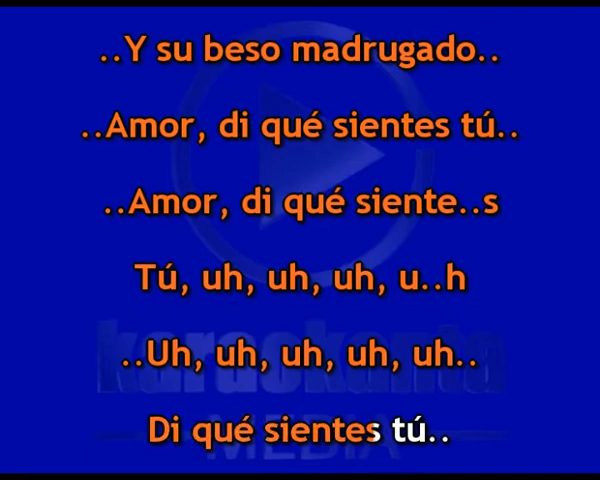 ..Y su beso madrugado..
..Amor, di qué sientes tú..
..Amor, di qué siente..s
Tú, uh, uh, uh, u..h
..Uh, uh, uh, uh, uh..
karaokanta
Di qué sientes tú..
MEDIA